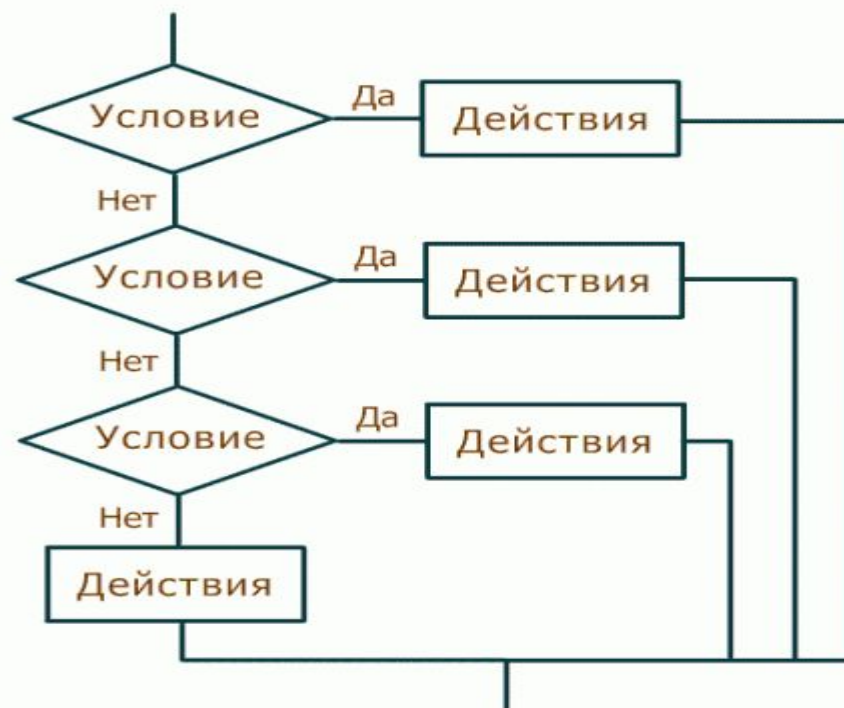 Условие
Да
Действия
Нет
Условие
Да
Действия
Нет
Условие
Да
Действия
Нет
Действия